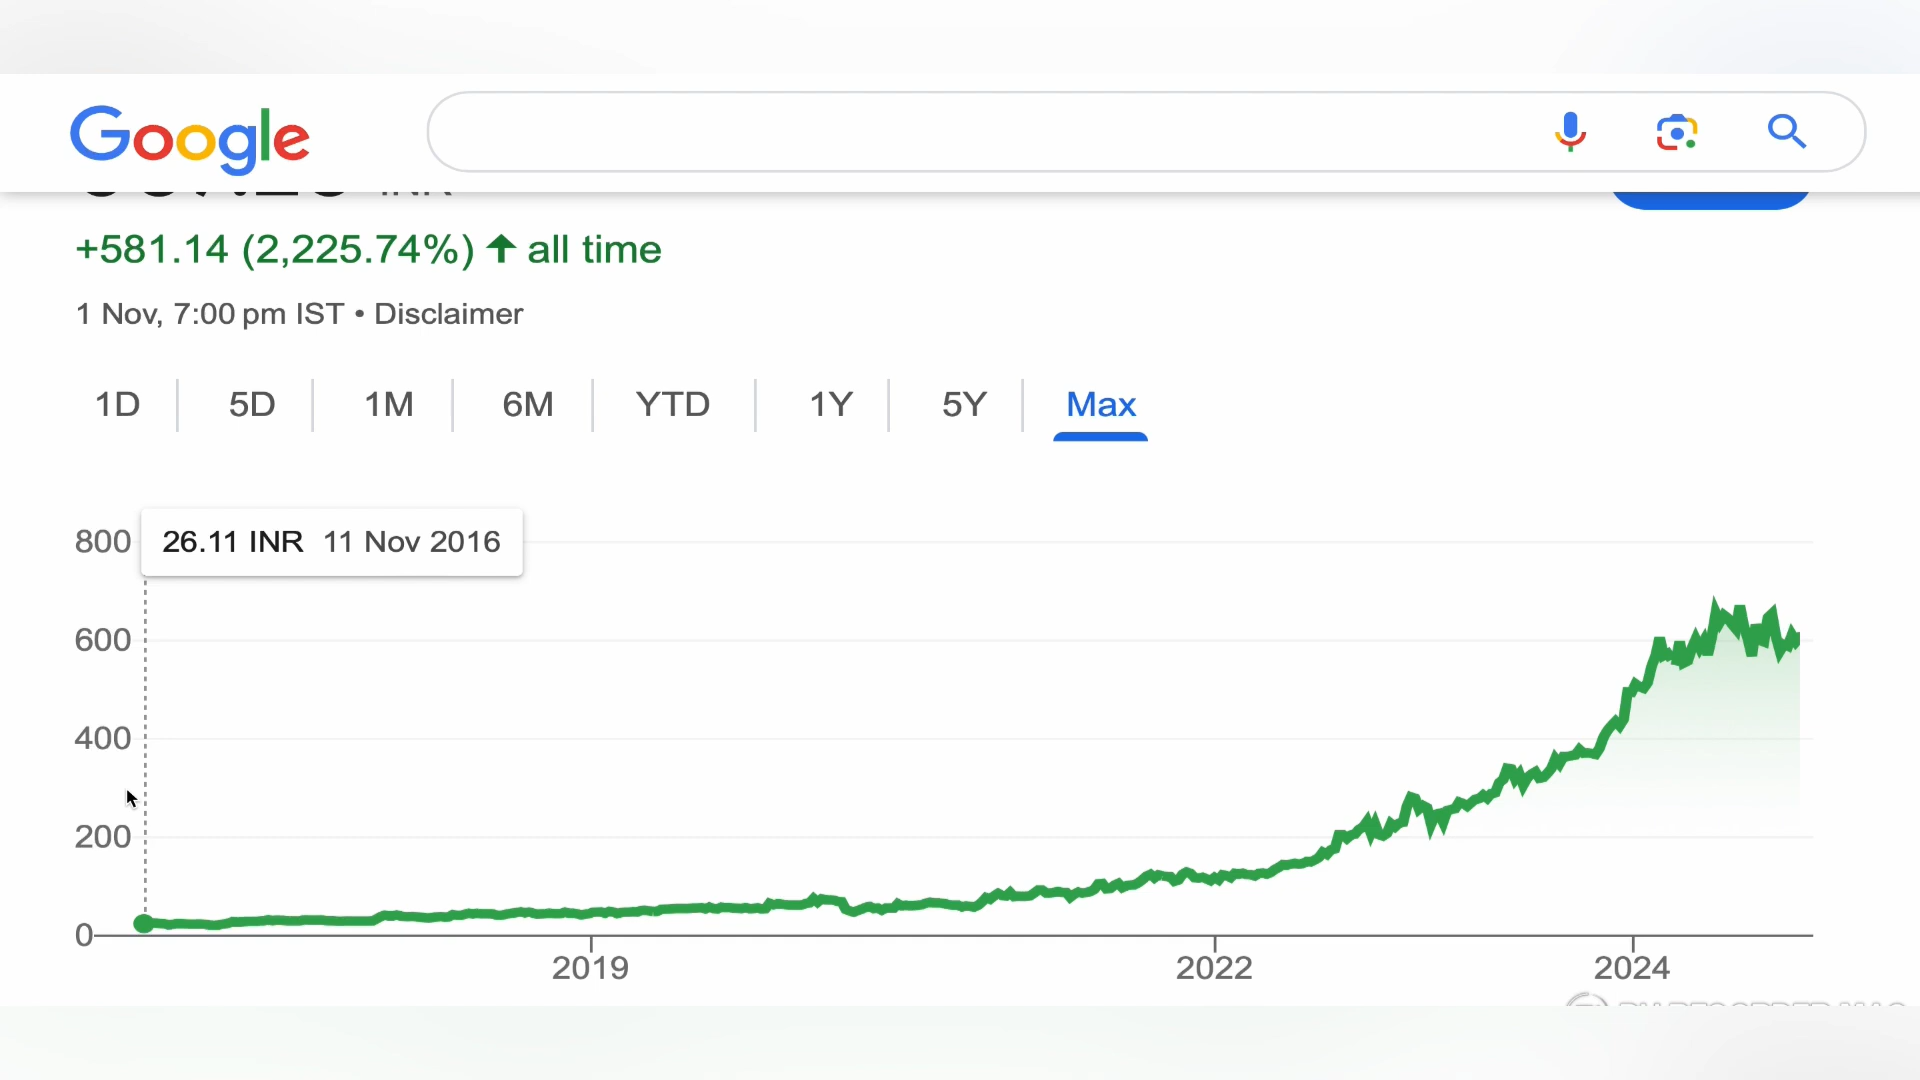 Google
INR
+581.14 (2,225.74%) ↑ all time
1 Nov, 7:00 pm IST • Disclaimer
1D 5D 1M 6M YTD 1Y 5Y Max
26.11 INR 11 Nov 2016
800
600
400
200
0
2019 2022 2024